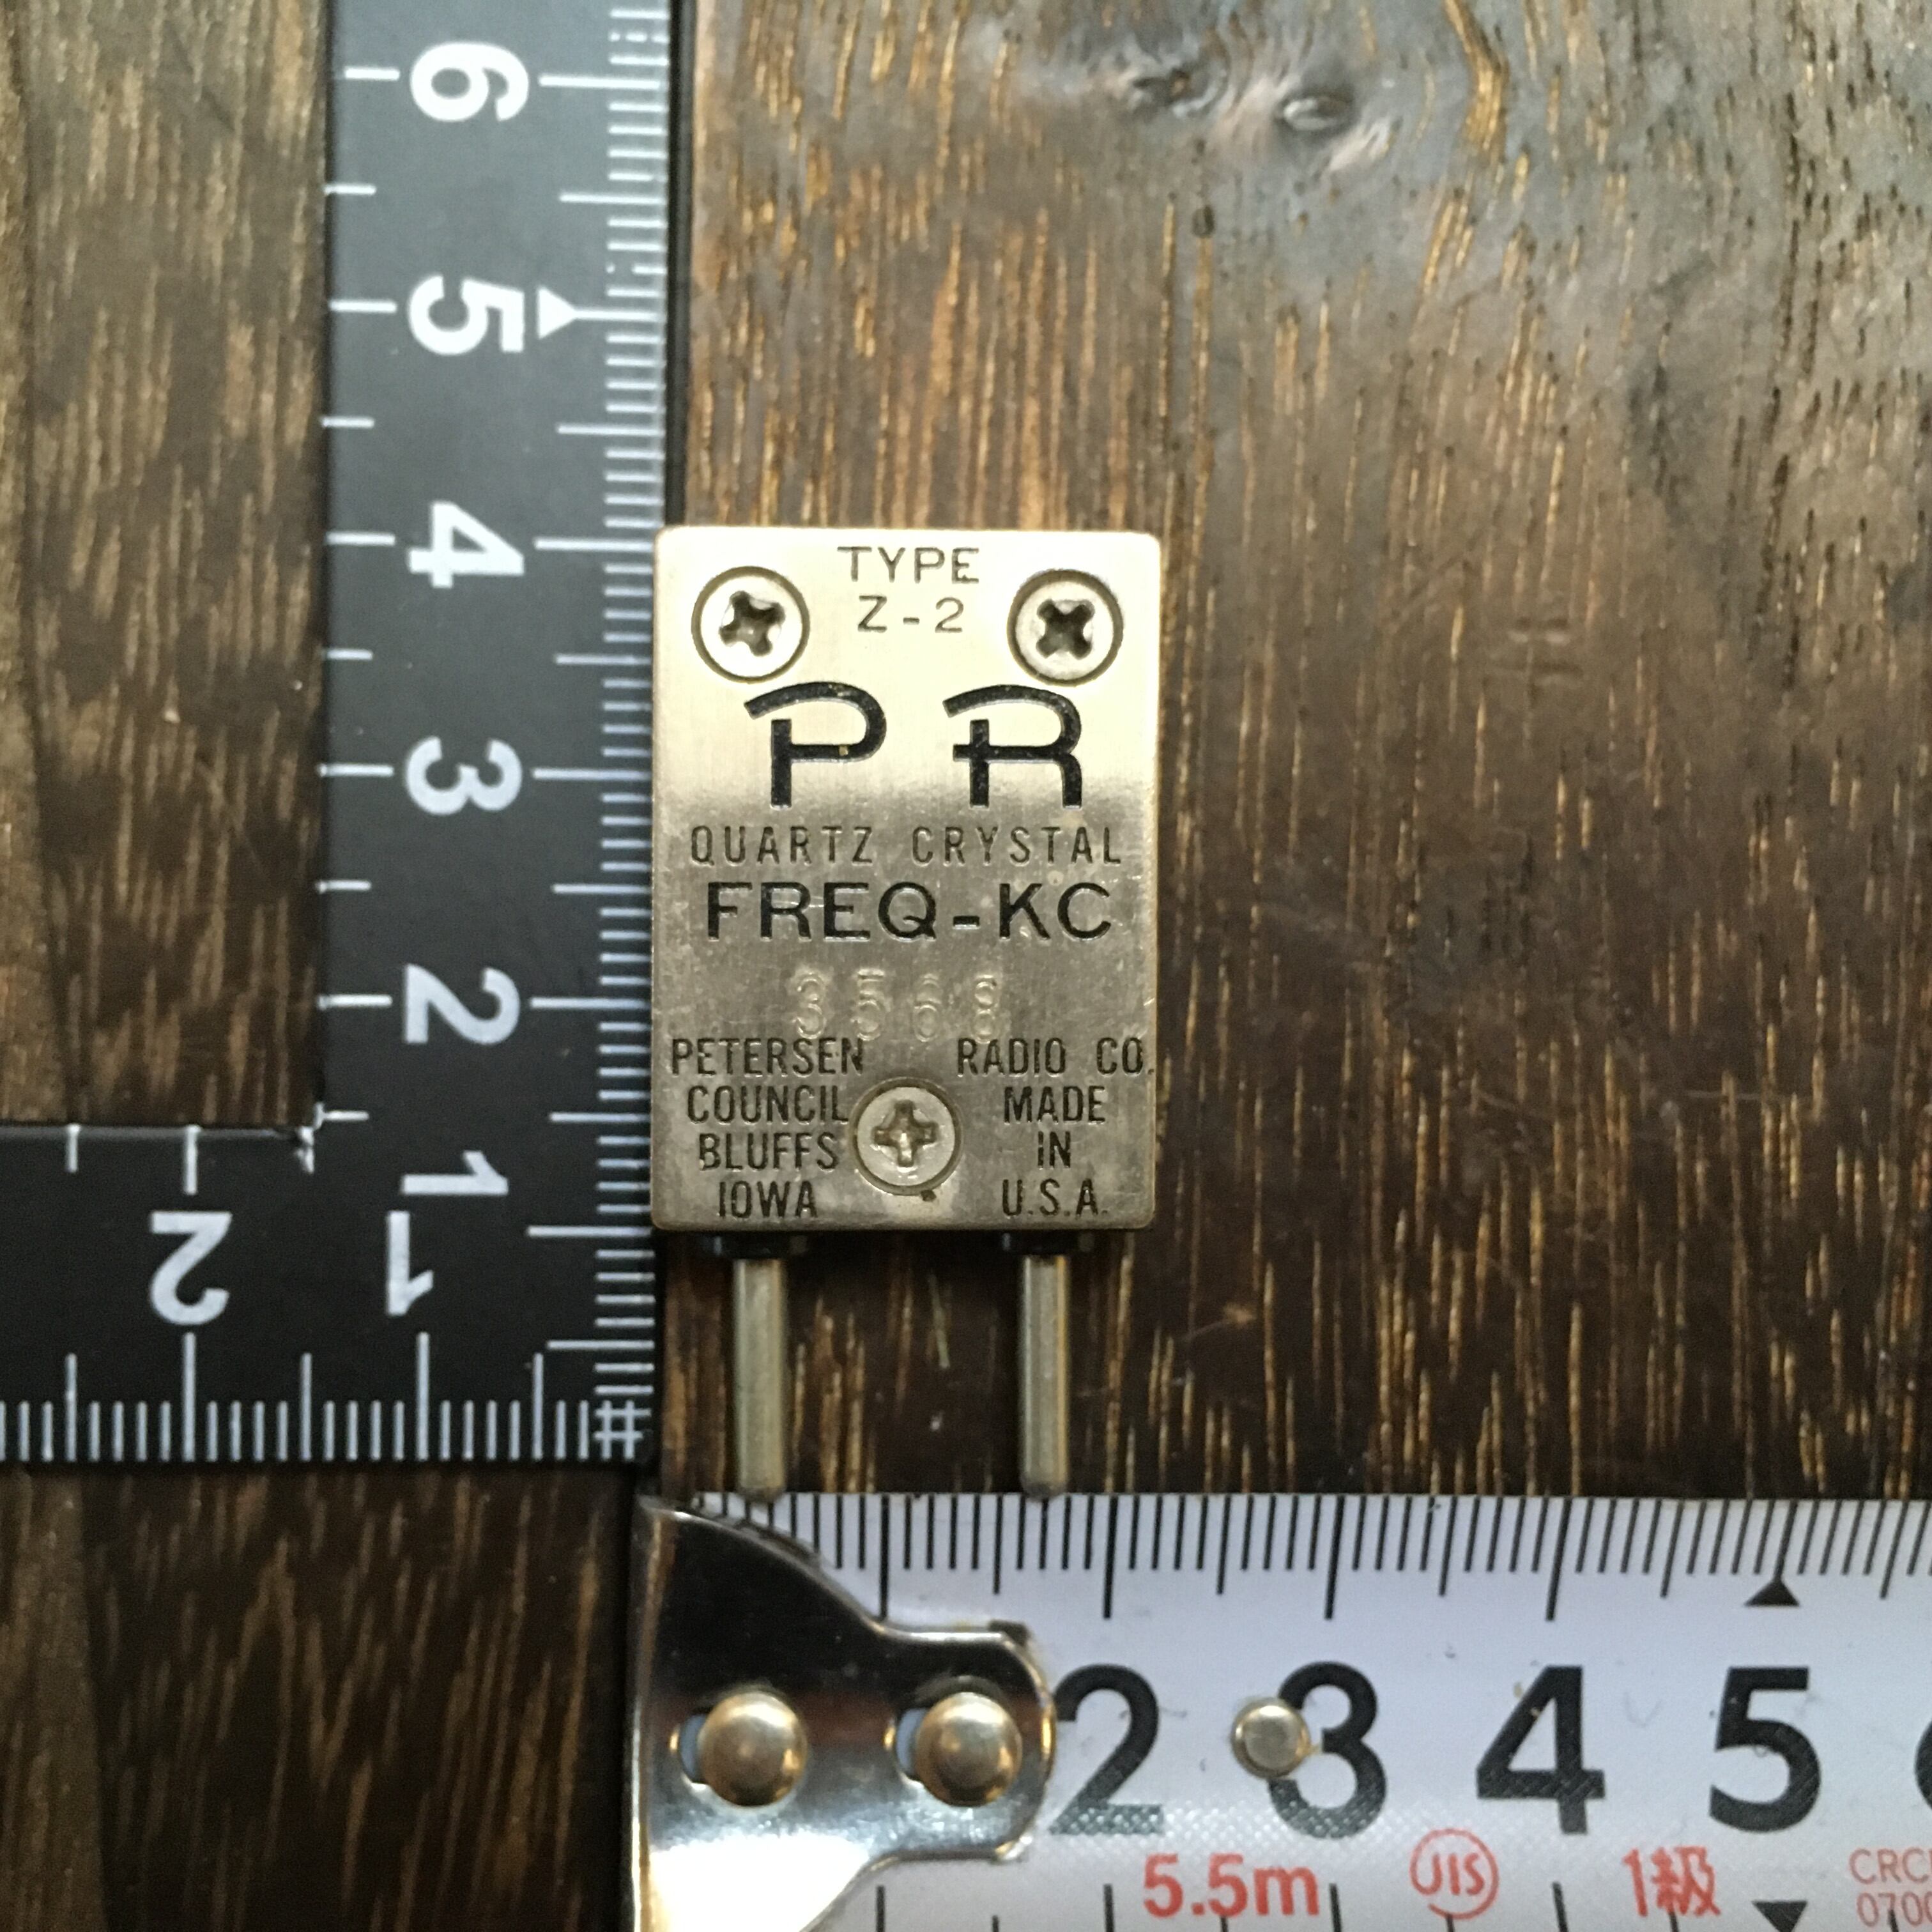 6
5
4
3
2
1
2 1
TYPE
Z-2
PR
QUARTZ CRYSTAL
FREQ-KC
3568
PETERSEN RADIO CO.
COUNCIL MADE
BLUFFS IN
IOWA U.S.A.
2 3 4 5
5.5m JIS 1級